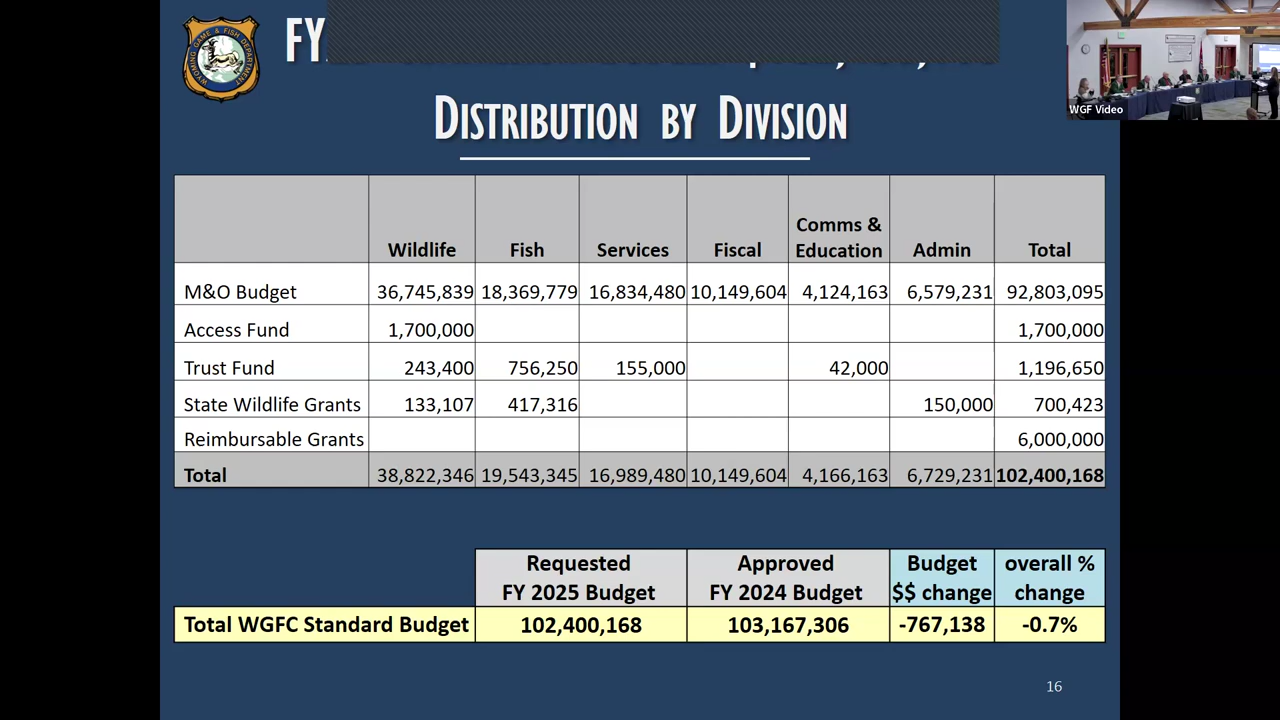 FY
WYOMING GAME & FISH DEPARTMENT
WGF Video
DISTRIBUTION BY DIVISION
Wildlife Fish Services Fiscal Comms & Education Admin Total
M&O Budget 36,745,839 18,369,779 16,834,480 10,149,604 4,124,163 6,579,231 92,803,095
Access Fund 1,700,000 1,700,000
Trust Fund 243,400 756,250 155,000 42,000 1,196,650
State Wildlife Grants 133,107 417,316 150,000 700,423
Reimbursable Grants 6,000,000
Total 38,822,346 19,543,345 16,989,480 10,149,604 4,166,163 6,729,231 102,400,168
Requested Approved Budget overall %
FY 2025 Budget FY 2024 Budget $$ change change
Total WGFC Standard Budget 102,400,168 103,167,306 -767,138 -0.7%
16